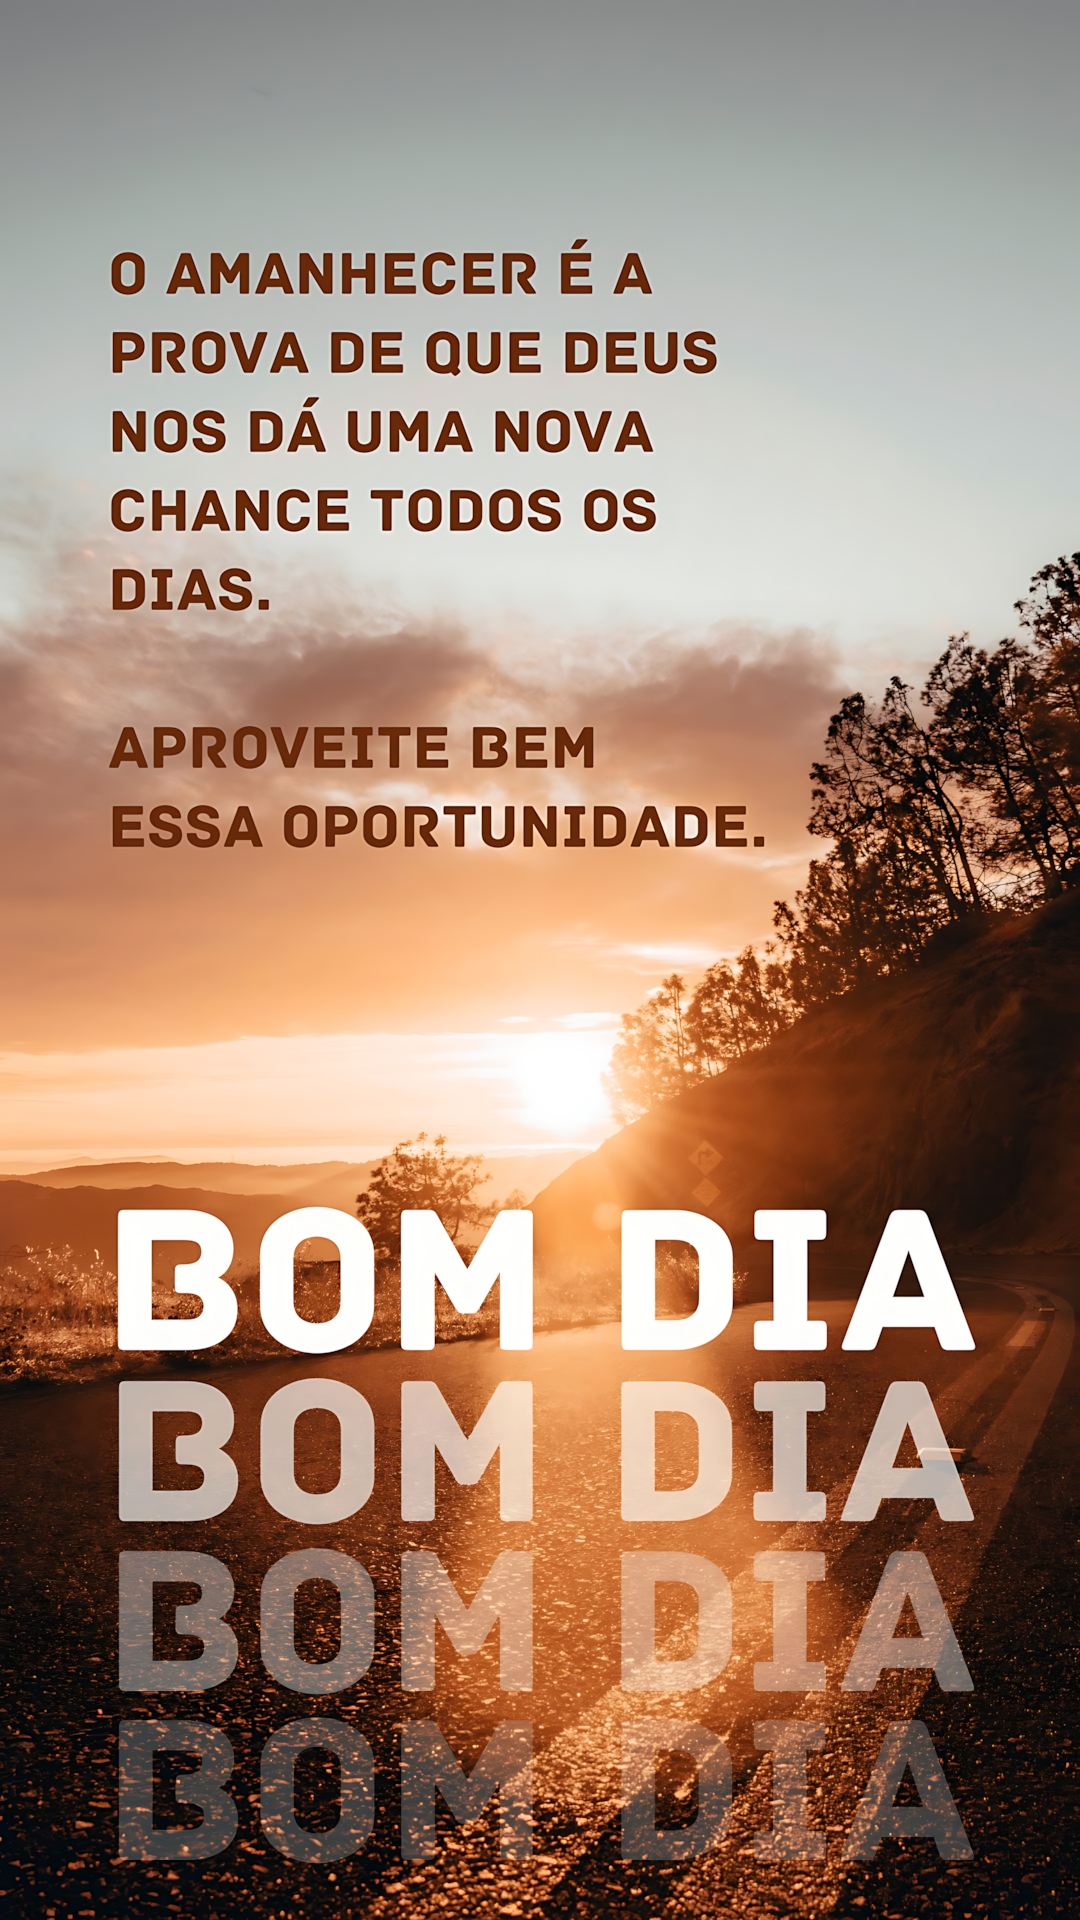 O AMANHECER É A
PROVA DE QUE DEUS
NOS DÁ UMA NOVA
CHANCE TODOS OS
DIAS.
APROVEITE BEM
ESSA OPORTUNIDADE.
BOM DIA
BOM DIA
BOM DIA
BOM DIA